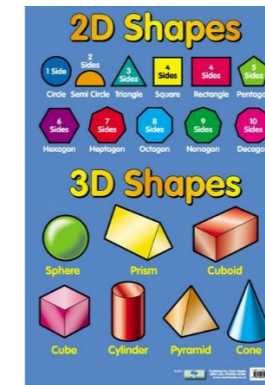 2D Shapes
1 Side
2 Sides
3 Sides
4 Sides
4 Sides
5 Sides
Circle Semi Circle Triangle Square Rectangle Pentago
6 Sides
7 Sides
8 Sides
9 Sides
10 Sides
Hexagon Heptagon Octagon Nonagon Decago
3D Shapes
Sphere Prism Cuboid
Cube Cylinder Pyramid Cone